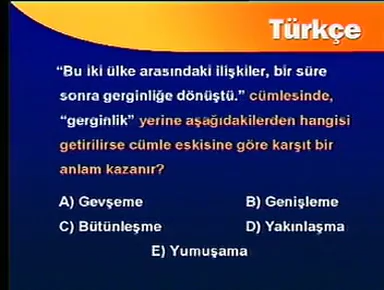 Türkçe
"Bu iki ülke arasındaki ilişkiler, bir süre
sonra gerginliğe dönüştü." cümlesinde,
"gerginlik" yerine aşağıdakilerden hangisi
getirilirse cümle eskisine göre karşıt bir
anlam kazanır?
A) Gevşeme B) Genişleme
C) Bütünleşme D) Yakınlaşma
E) Yumuşama